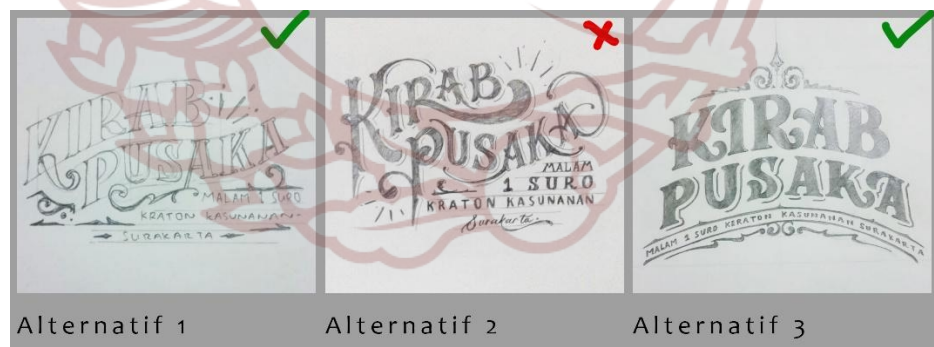 KIRAB
PUSAKA
MALAM 1 SURO
KRATON KASUNANAN
SURAKARTA
KIRAB
PUSAKA
MALAM
1 SURO
KRATON KASUNANAN
Surakarta
KIRAB
PUSAKA
MALAM 1 SURO KERATON KASUNANAN SURAKARTA
Alternatif 1
Alternatif 2
Alternatif 3